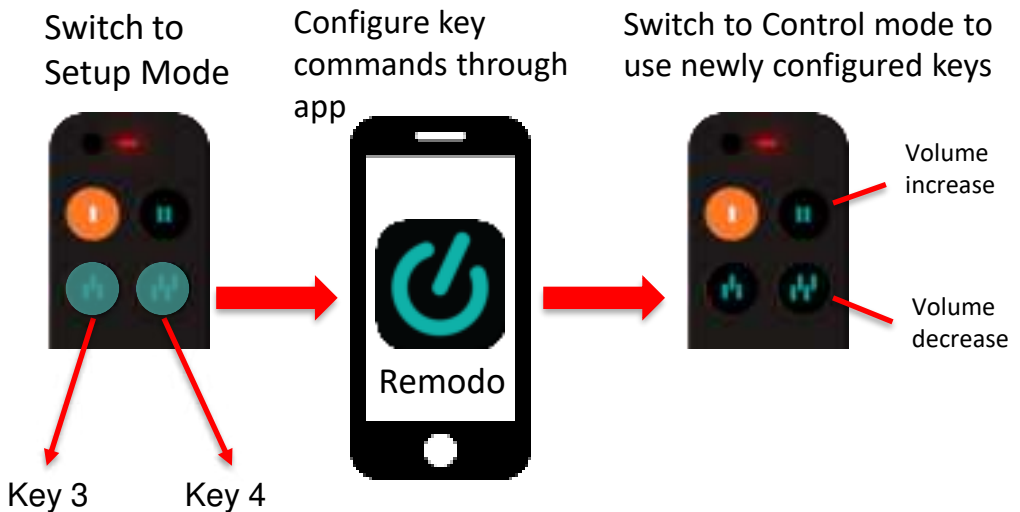 Switch to
Setup Mode
Configure key
commands through
app
Switch to Control mode to
use newly configured keys
Volume
increase
Volume
decrease
Remodo
Key 3
Key 4